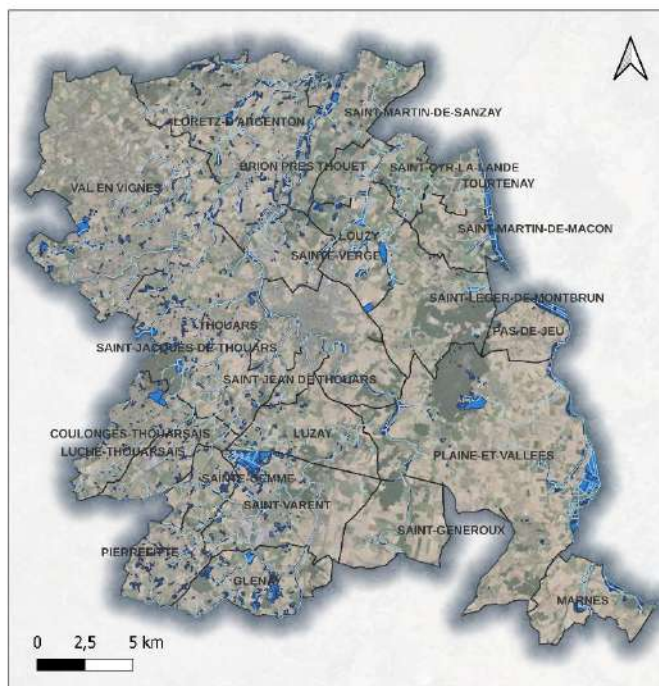 SAINT-MARTIN-DE-SANZAY
LORETZ-D'ARGENTON
BRION PRES THOUET
SAINT-CYR-LA-LANDE
TOURTENAY
VAL EN VIGNES
SAINT-MARTIN-DE-MACON
LOUZY
SAINTE-VERGE
SAINT-LEGER-DE-MONTBRUN
THOUARS
PAS-DE-JEU
SAINT-JACQUES DE THOUARS
SAINT JEAN DE THOUARS
COULONGES-THOUARSAIS
LUZAY
LUCHE-THOUARSAIS
PLAINE-ET-VALLEES
SAINTE-GEMME
SAINT-VARENT
SAINT-GENEROUX
PIERREFITTE
GLENAY
MARNES
0 2,5 5 km